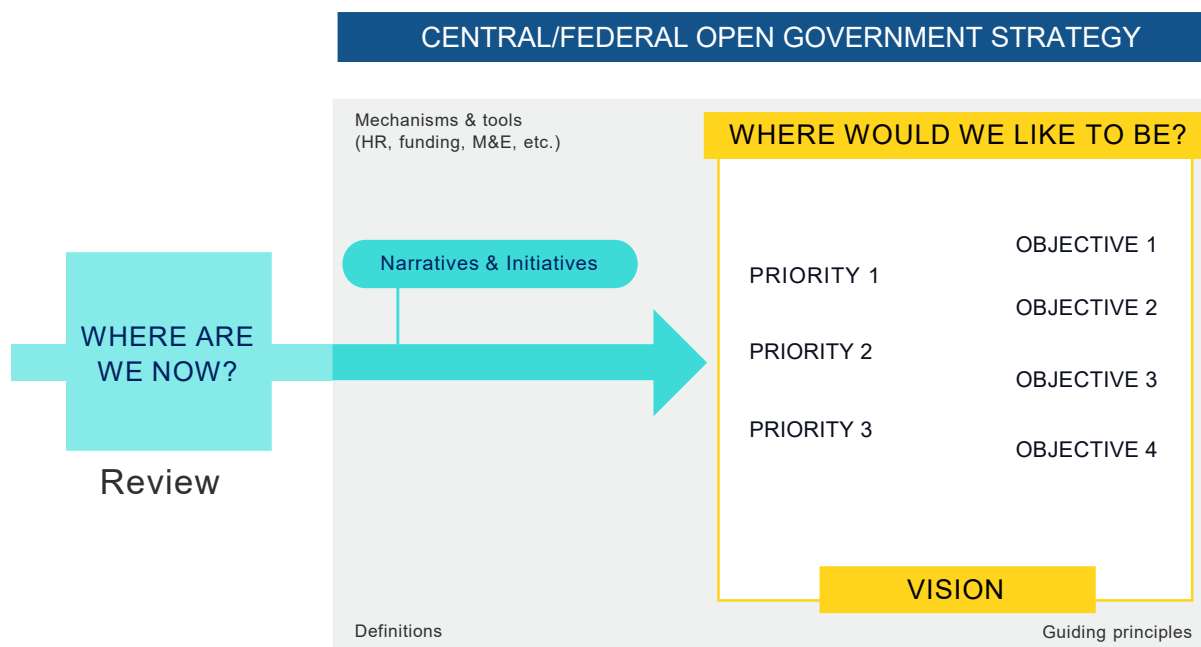 CENTRAL/FEDERAL OPEN GOVERNMENT STRATEGY
Mechanisms & tools
(HR, funding, M&E, etc.)
WHERE WOULD WE LIKE TO BE?
Narratives & Initiatives
WHERE ARE
WE NOW?
Review
PRIORITY 1
PRIORITY 2
PRIORITY 3
OBJECTIVE 1
OBJECTIVE 2
OBJECTIVE 3
OBJECTIVE 4
VISION
Definitions
Guiding principles